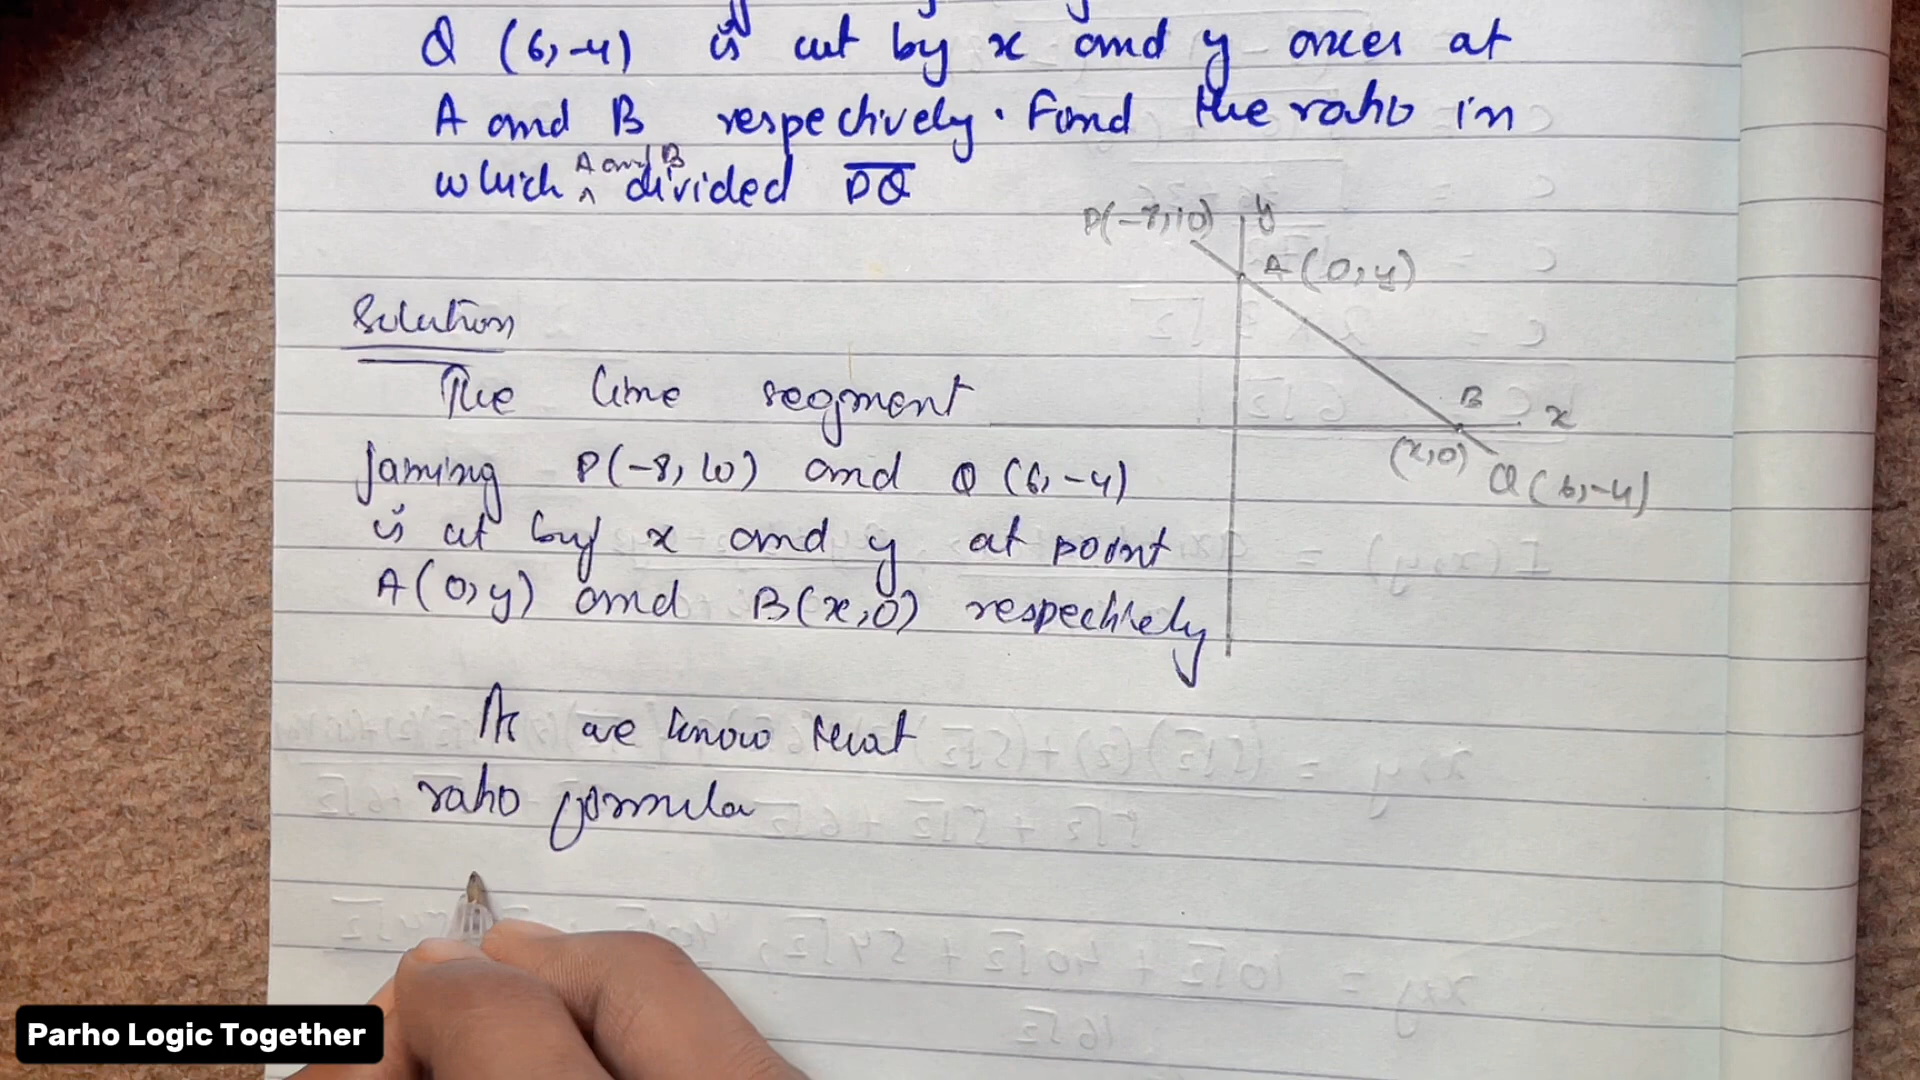 Q (6,-4) is cut by x and y axes at
A and B respectively. Find the ratio in
which A and B divided PQ
P(-8,10) y
A(0,y)
Solution
The line segment
B x
(x,0) Q(6,-4)
Joining P(-8,10) and Q (6,-4)
is cut by x and y at point
A(0,y) and B(x,0) respectively
As we know that
ratio formula
Parho Logic Together